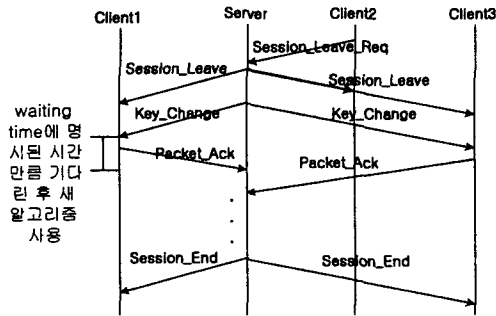 Client1 Server Client2 Client3
Session_Leave_Req
Session_Leave Session_Leave
Key_Change Key_Change
Packet_Ack Packet_Ack
waiting
time에 명
시된 시간
만큼 기다
린 후 새
알고리즘
사용
Session_End Session_End